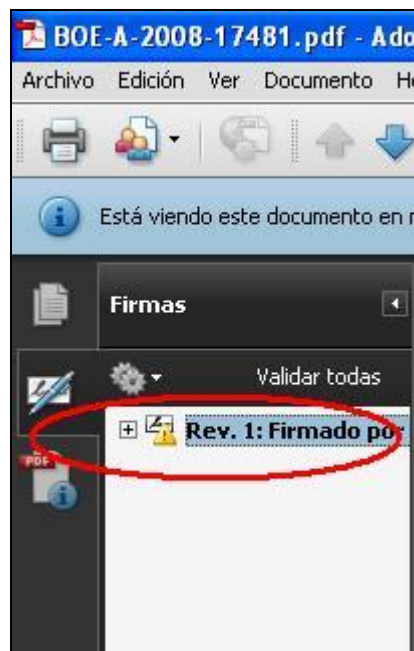 BOE-A-2008-17481.pdf - Ado
Archivo Edición Ver Documento H
Está viendo este documento en
Firmas
Validar todas
Rev. 1: Firmado por
PDF